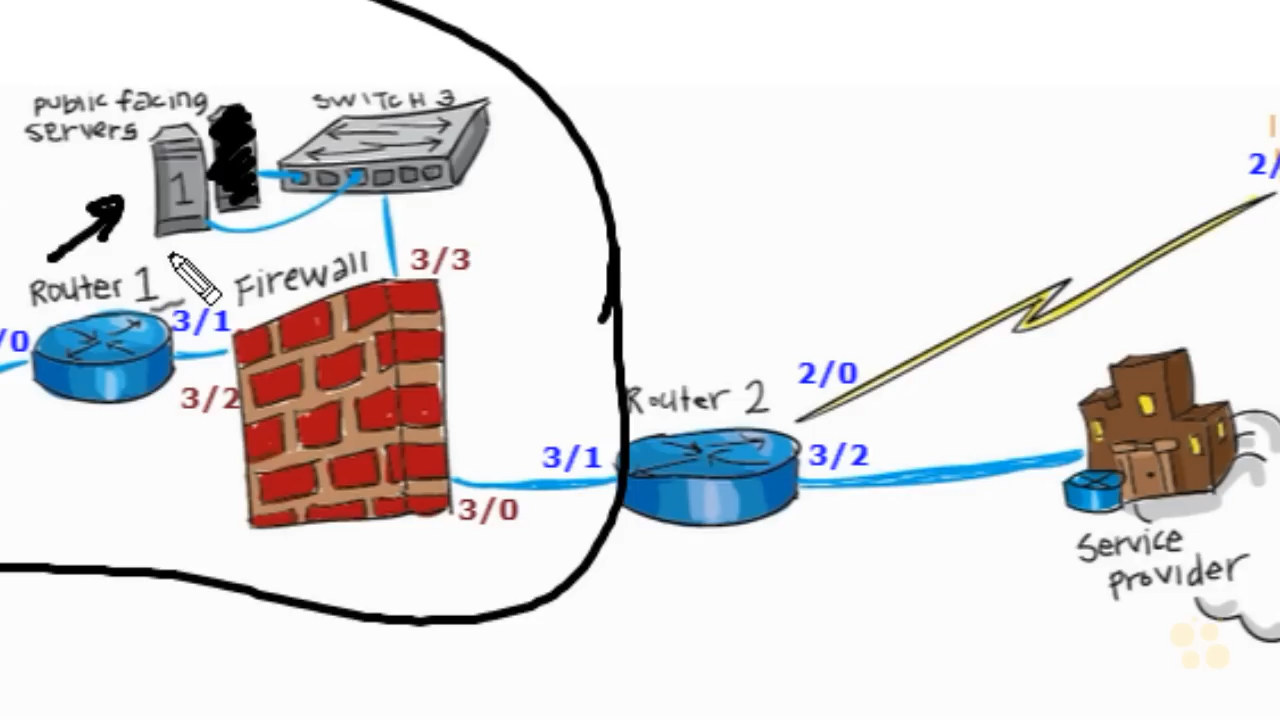 public facing
servers
SWITCH 3
1
3/3
Router 1
Firewall
3/1
/0
3/2
2/
2/0
Router 2
3/1
3/2
3/0
Service
provider